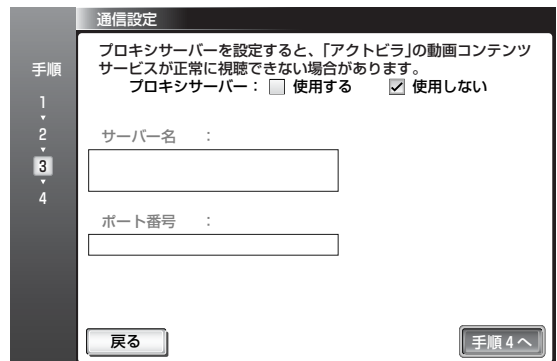 通信設定
手順
1
2
3
4
プロキシサーバーを設定すると、「アクトビラ」の動画コンテンツ
サービスが正常に視聴できない場合があります。
プロキシサーバー： 使用する 使用しない
サーバー名 ：
ポート番号 ：
戻る
手順 4 へ